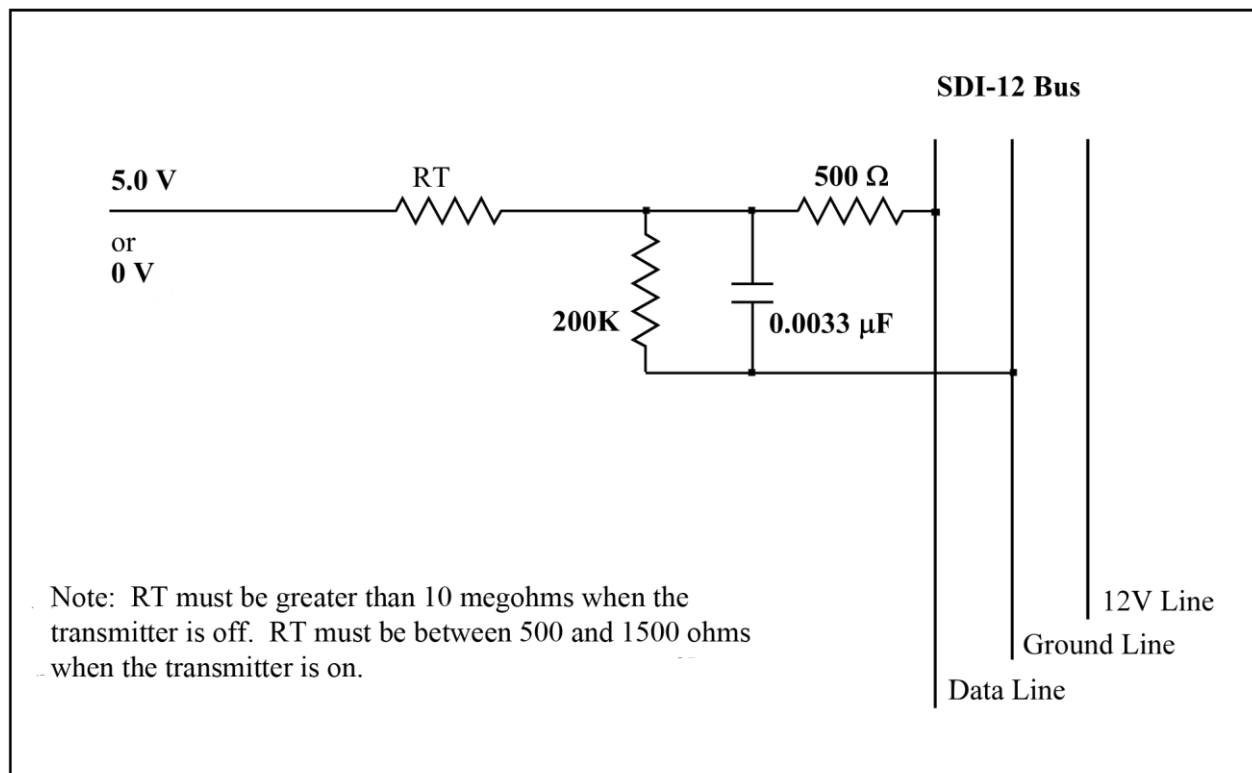 SDI-12 Bus
5.0 V
RT
500 Ω
or
0 V
200K
0.0033 μF
Note: RT must be greater than 10 megohms when the
transmitter is off. RT must be between 500 and 1500 ohms
when the transmitter is on.
12V Line
Ground Line
Data Line